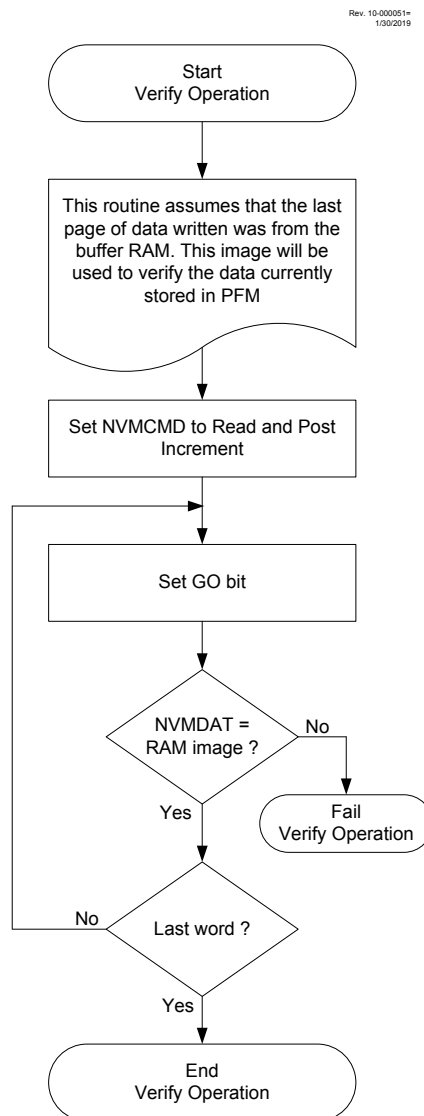 Rev. 10-000051=
1/30/2019
Start
Verify Operation
This routine assumes that the last
page of data written was from the
buffer RAM. This image will be
used to verify the data currently
stored in PFM
Set NVMCMD to Read and Post
Increment
Set GO bit
NVMDAT =
RAM image ?
No
Yes
Fail
Verify Operation
Last word ?
No
Yes
End
Verify Operation